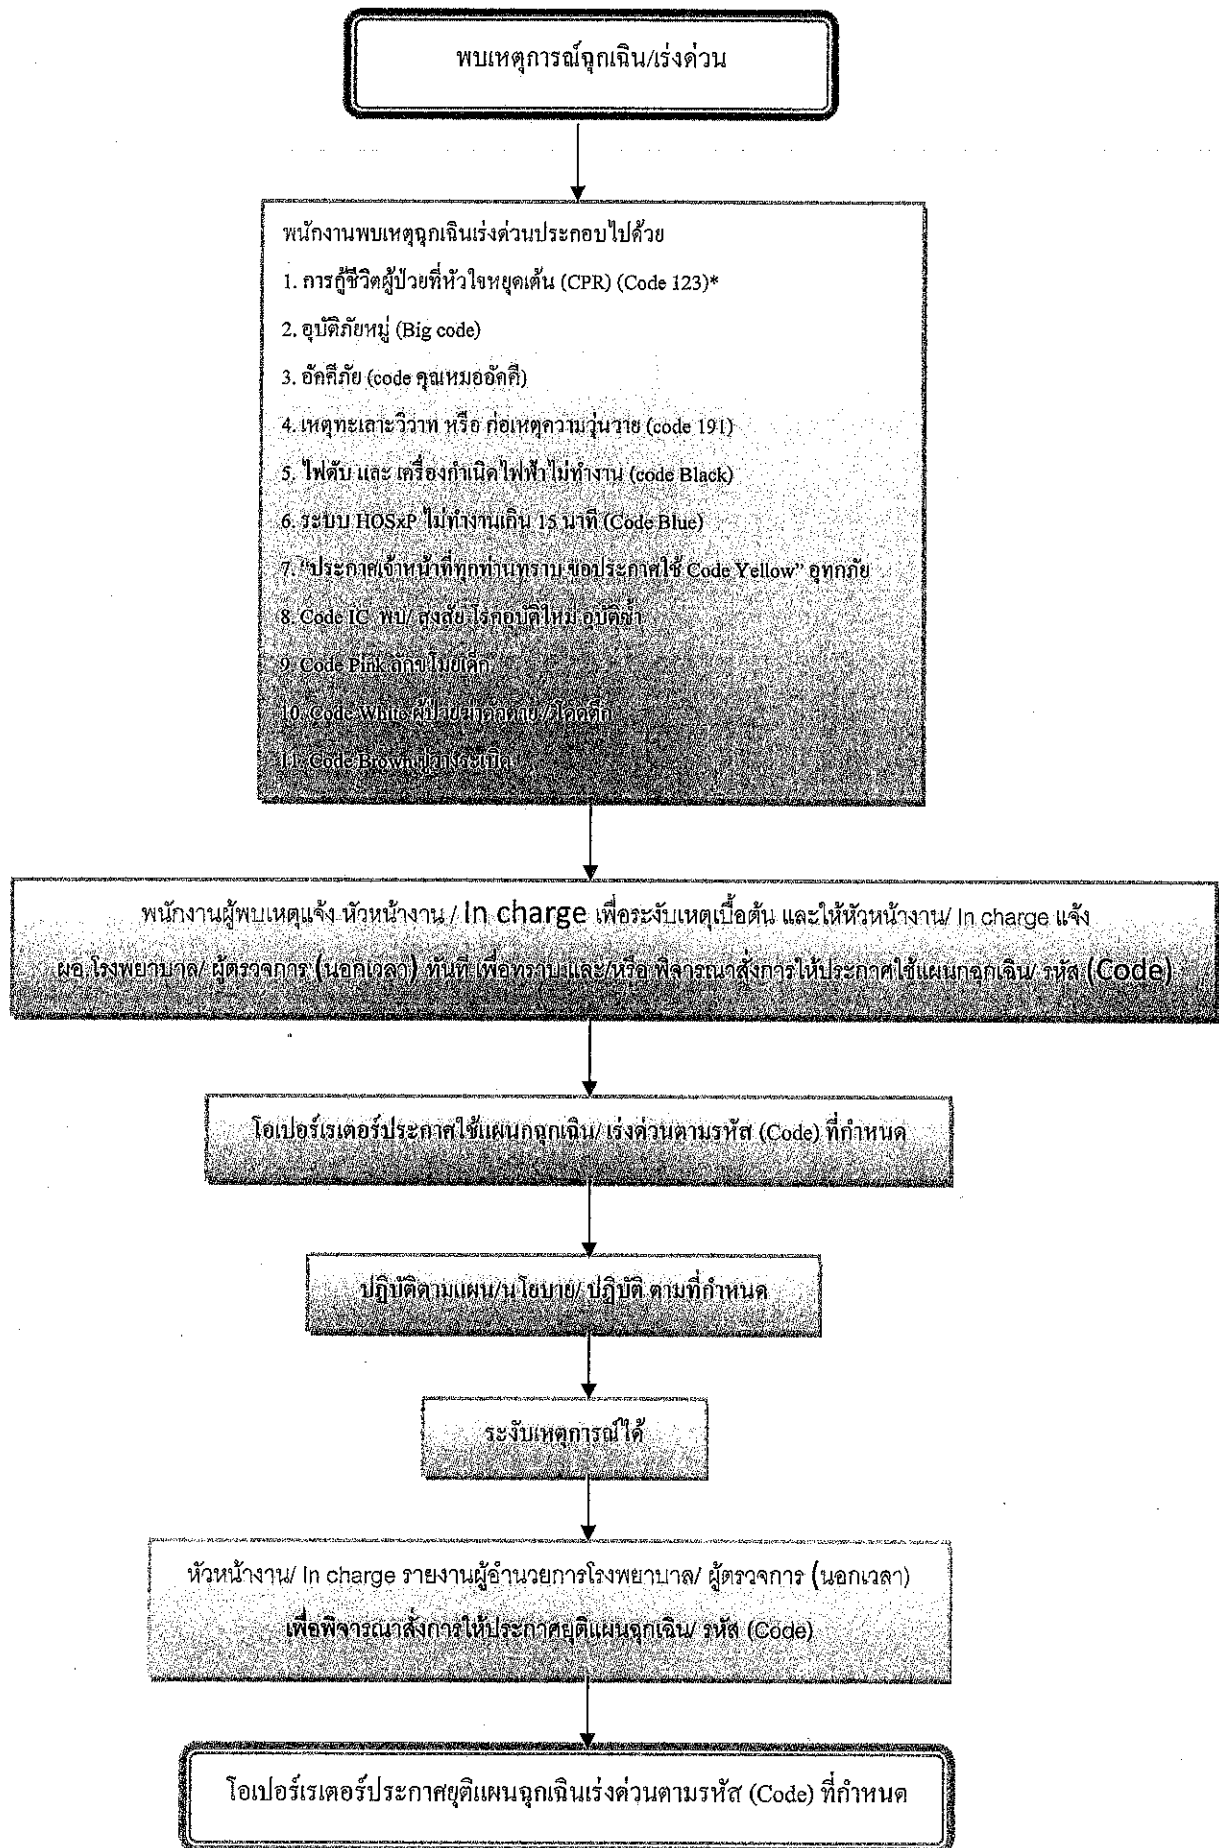 พบเหตุการณ์ฉุกเฉิน/เร่งด่วน
พนักงานพบเหตุฉุกเฉินเร่งด่วนประกอบไปด้วย
1. การกู้ชีวิตผู้ป่วยที่หัวใจหยุดเต้น (CPR) (Code 123)*
2. อุบัติภัยหมู่ (Big code)
3. อัคคีภัย (code คุณหมออัคคี)
4. เหตุทะเลาะวิวาท หรือ ก่อเหตุความวุ่นวาย (code 191)
5. ไฟดับ และ เครื่องกำเนิดไฟฟ้าไม่ทำงาน (code Black)
6. ระบบ HOSxP ไม่ทำงานเกิน 15 นาที (Code Blue)
7. “ประกาศเจ้าหน้าที่ทุกท่านทราบ ขอประกาศใช้ Code Yellow” อุทกภัย
8. Code IC พบ/ สงสัย โรคอุบัติใหม่ อุบัติซ้ำ
9. Code Pink ลักขโมยเด็ก
10. Code White ผู้ป่วยฆ่าตัวตาย /โดดตึก
11. Code Brown ขู่วางระเบิด
พนักงานผู้พบเหตุแจ้ง หัวหน้างาน / In charge เพื่อระงับเหตุเบื้อต้น และให้หัวหน้างาน/ In charge แจ้ง
ผอ.โรงพยาบาล/ ผู้ตรวจการ (นอกเวลา) ทันที เพื่อทราบ และ/หรือ พิจารณาสั่งการให้ประกาศใช้แผนกฉุกเฉิน/ รหัส (Code)
โอเปอร์เรเตอร์ประกาศใช้แผนกฉุกเฉิน/ เร่งด่วนตามรหัส (Code) ที่กำหนด
ปฏิบัติตามแผน/นโยบาย/ ปฏิบัติ ตามที่กำหนด
ระงับเหตุการณ์ได้
หัวหน้างาน/ In charge รายงานผู้อำนวยการโรงพยาบาล/ ผู้ตรวจการ (นอกเวลา)
เพื่อพิจารณาสั่งการให้ประกาศยุติแผนฉุกเฉิน/ รหัส (Code)
โอเปอร์เรเตอร์ประกาศยุติแผนฉุกเฉินเร่งด่วนตามรหัส (Code) ที่กำหนด